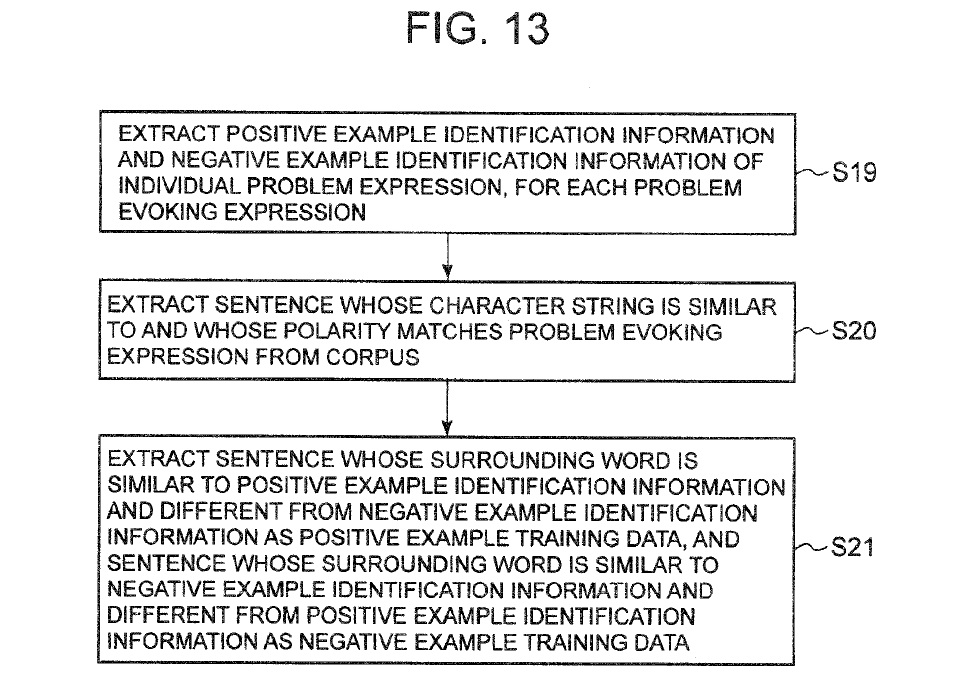 FIG. 13
EXTRACT POSITIVE EXAMPLE IDENTIFICATION INFORMATION
AND NEGATIVE EXAMPLE IDENTIFICATION INFORMATION OF
INDIVIDUAL PROBLEM EXPRESSION, FOR EACH PROBLEM
EVOKING EXPRESSION
S19
EXTRACT SENTENCE WHOSE CHARACTER STRING IS SIMILAR
TO AND WHOSE POLARITY MATCHES PROBLEM EVOKING
EXPRESSION FROM CORPUS
S20
EXTRACT SENTENCE WHOSE SURROUNDING WORD IS
SIMILAR TO POSITIVE EXAMPLE IDENTIFICATION INFORMATION
AND DIFFERENT FROM NEGATIVE EXAMPLE IDENTIFICATION
INFORMATION AS POSITIVE EXAMPLE TRAINING DATA, AND
SENTENCE WHOSE SURROUNDING WORD IS SIMILAR TO
NEGATIVE EXAMPLE IDENTIFICATION INFORMATION AND
DIFFERENT FROM POSITIVE EXAMPLE IDENTIFICATION
INFORMATION AS NEGATIVE EXAMPLE TRAINING DATA
S21